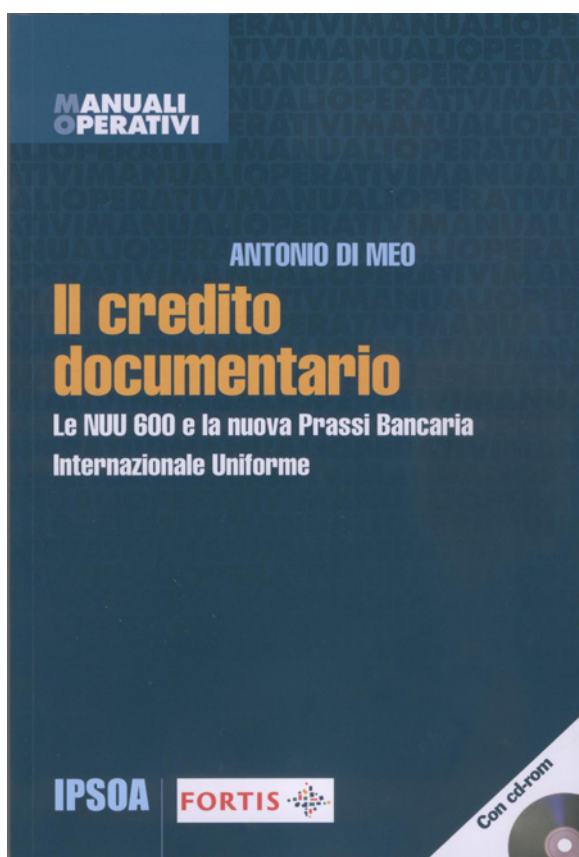 MANUALI
OPERATIVI
ANTONIO DI MEO
Il credito
documentario
Le NUU 600 e la nuova Prassi Bancaria
Internazionale Uniforme
IPSOA
FORTIS
Con cd-rom